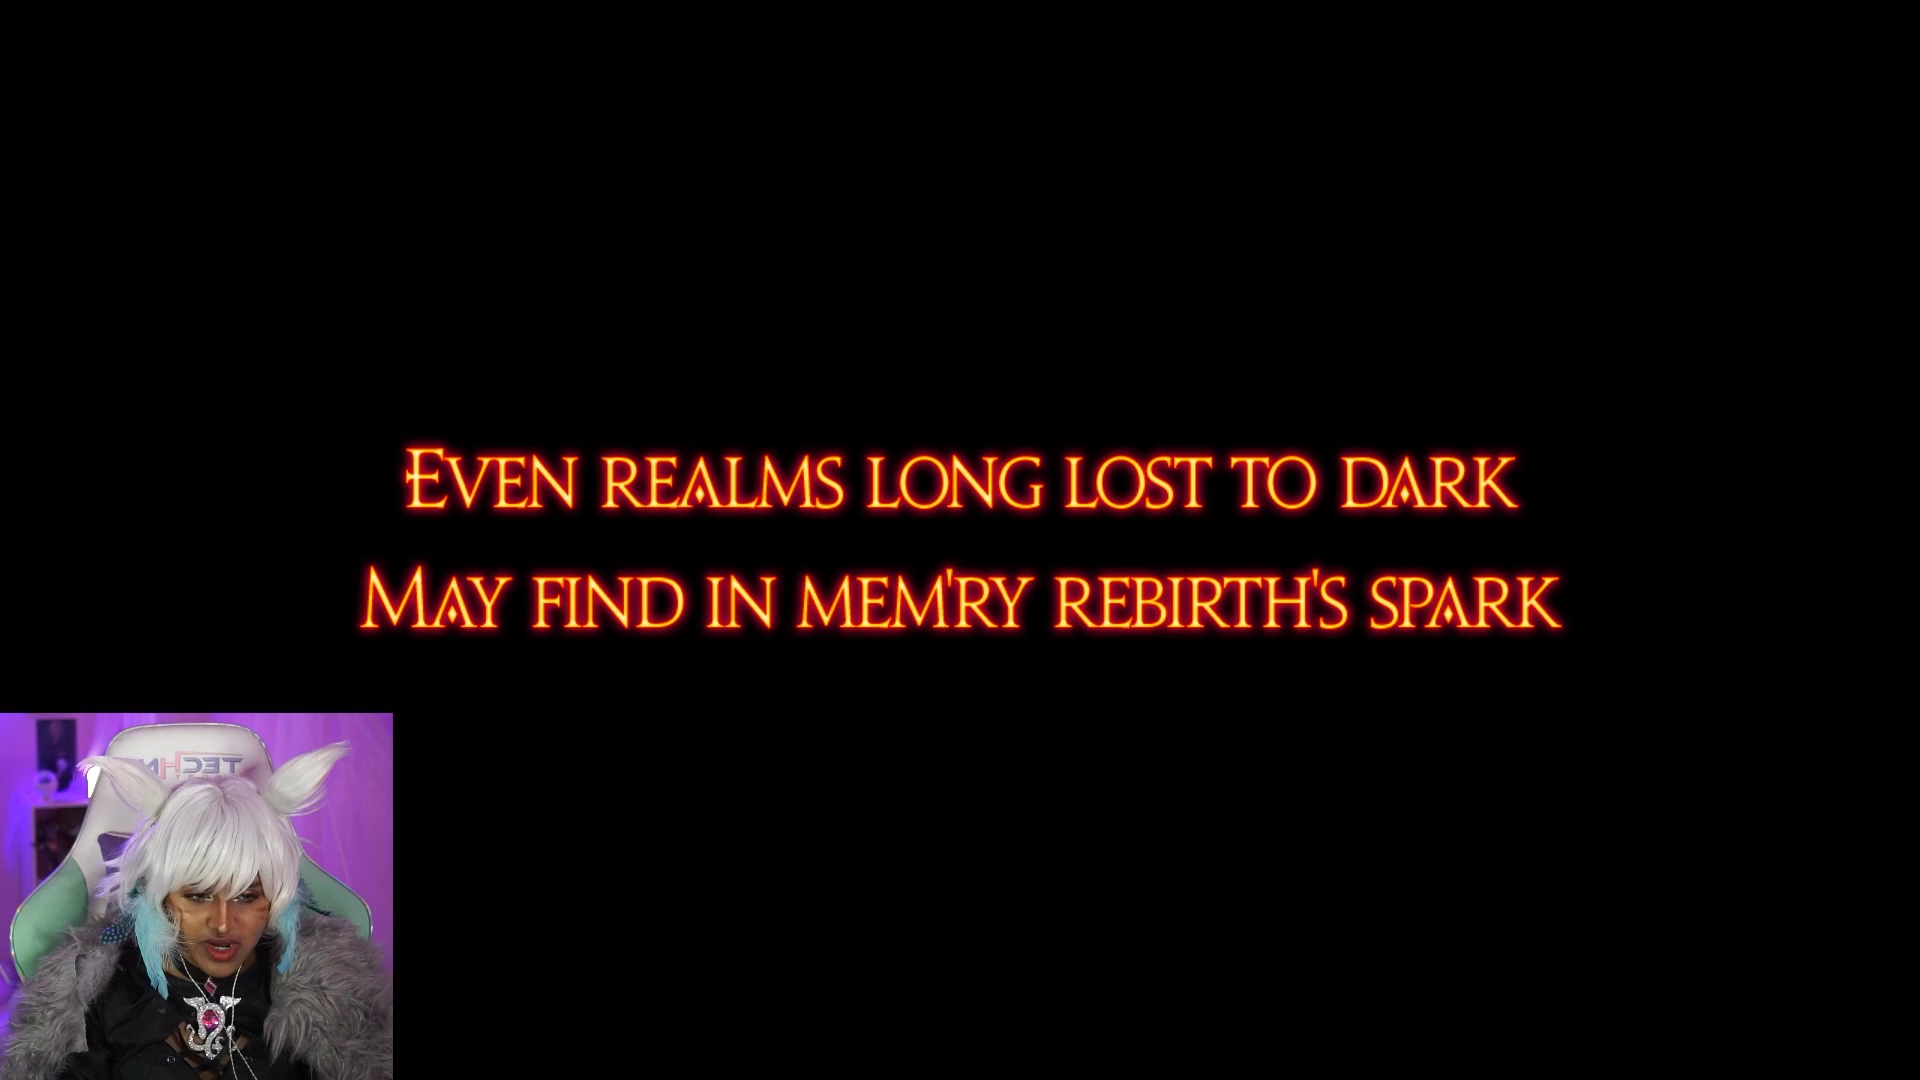 Even realms long lost to dark
May find in mem'ry rebirth's spark